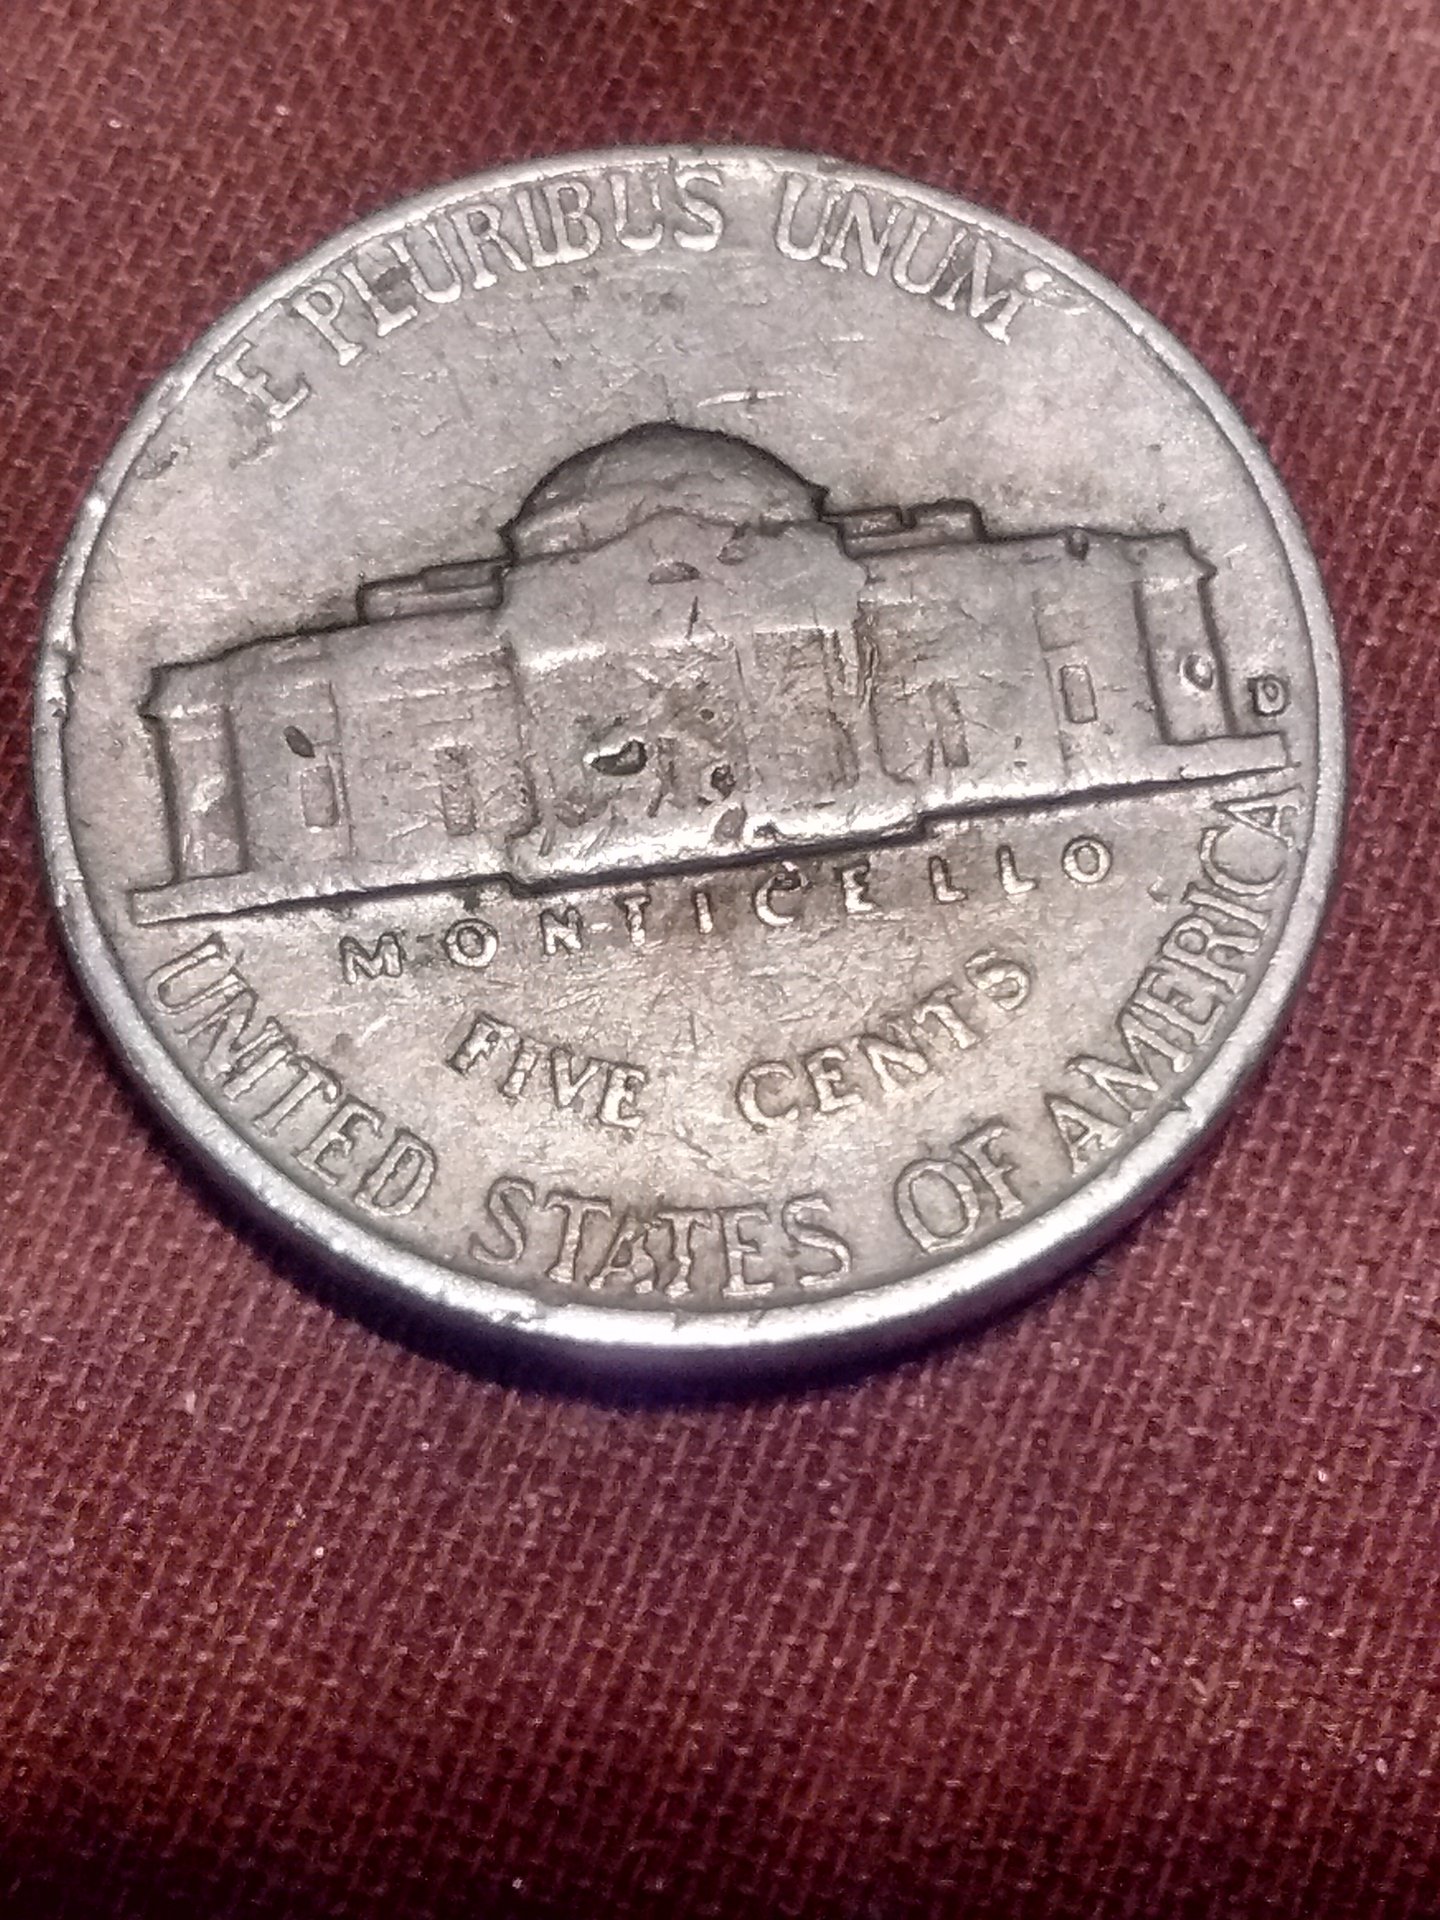 E PLURIBUS UNUM
D
MONTICELLO
FIVE CENTS
UNITED STATES OF AMERICA